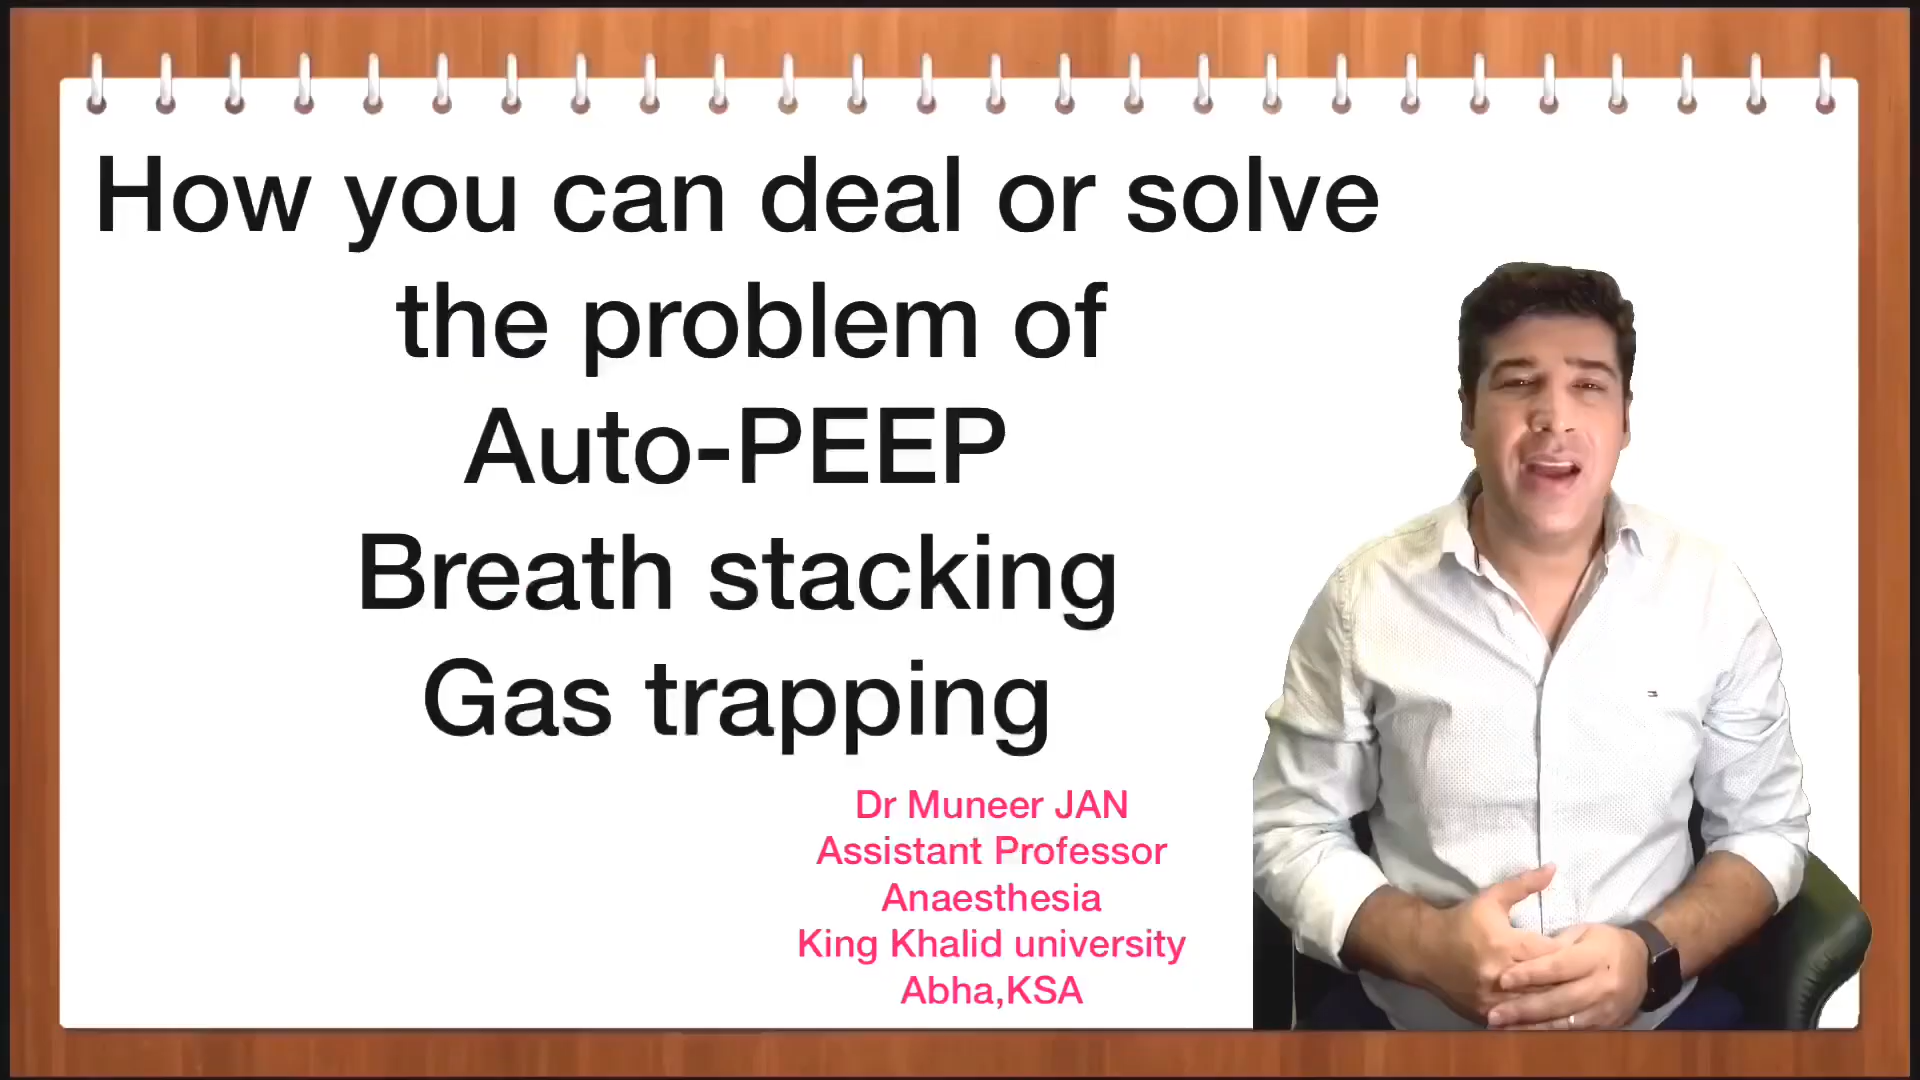 How you can deal or solve
the problem of
Auto-PEEP
Breath stacking
Gas trapping
Dr Muneer JAN
Assistant Professor
Anaesthesia
King Khalid university
Abha,KSA